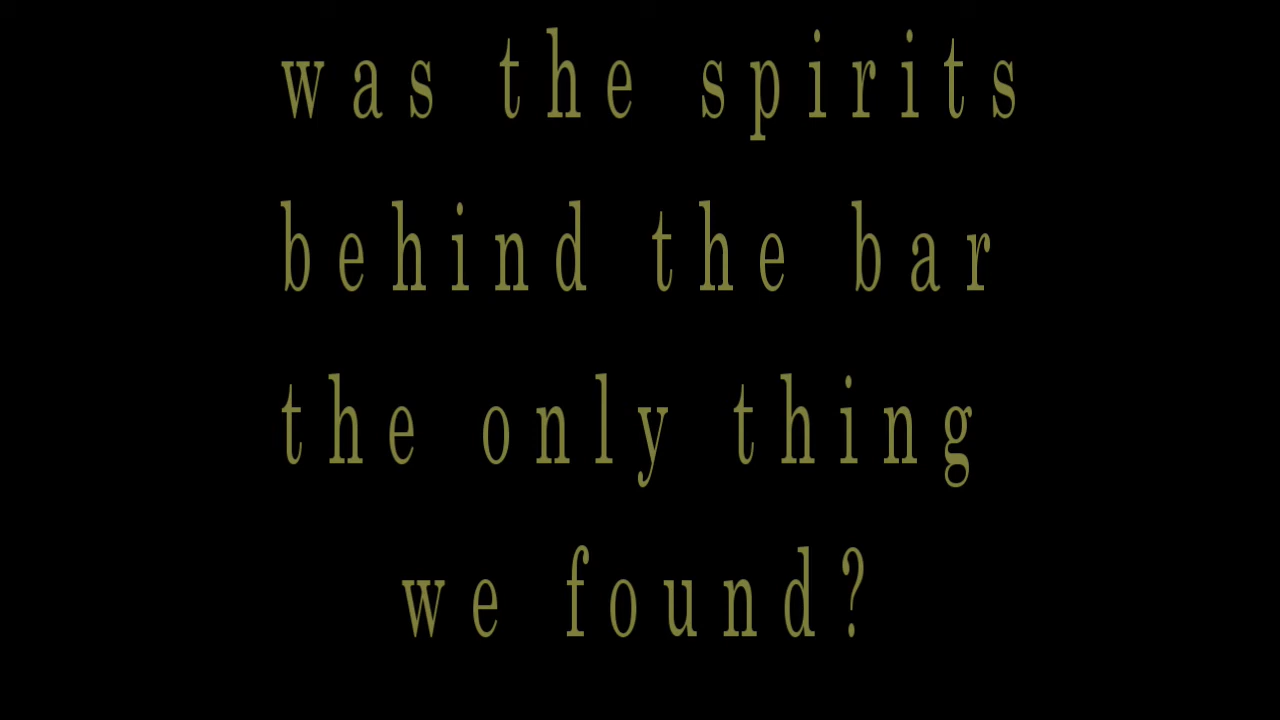 was the spirits
behind the bar
the only thing
we found?